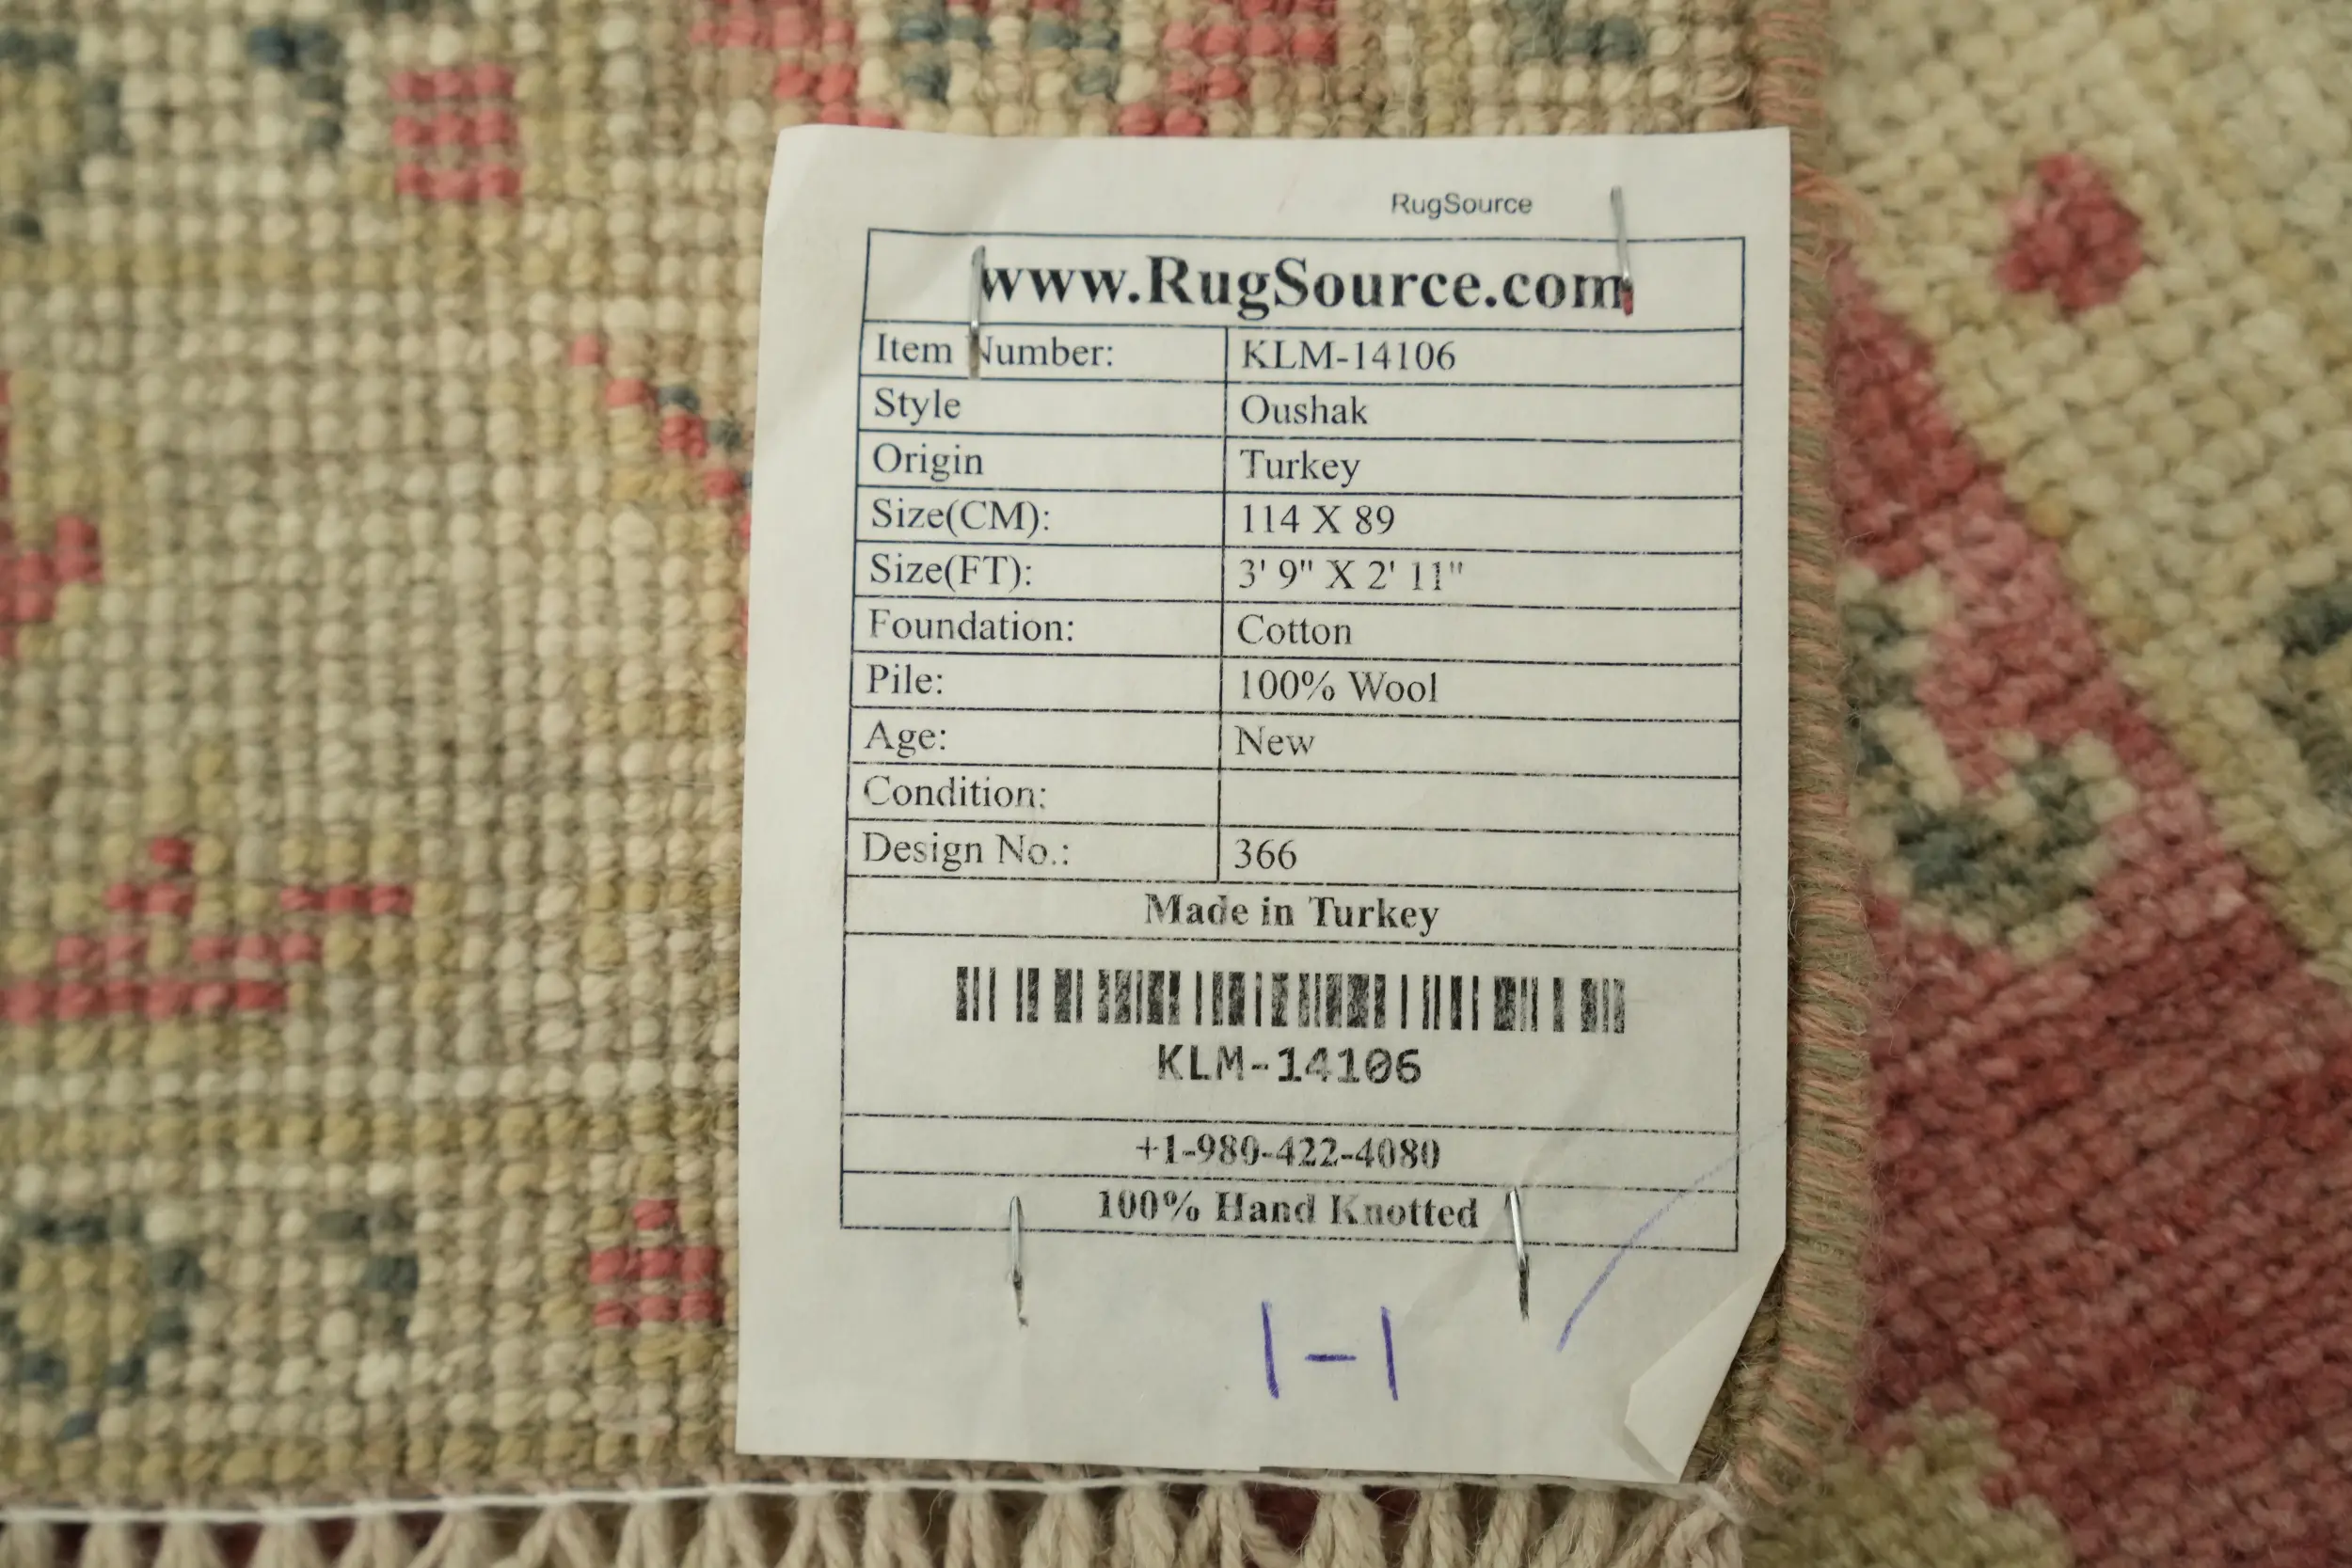 RugSource
www.RugSource.com
Item Number: KLM-14106
Style Oushak
Origin Turkey
Size(CM): 114 X 89
Size(FT): 3' 9" X 2' 11"
Foundation: Cotton
Pile: 100% Wool
Age: New
Condition:
Design No.: 366
Made in Turkey
KLM-14106
+1-980-422-4080
100% Hand Knotted
1-1